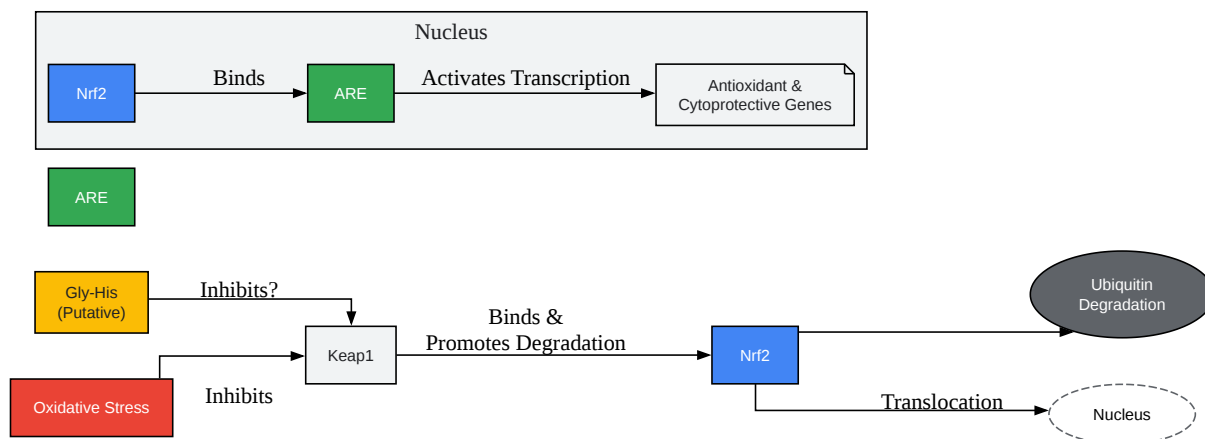 Nucleus
Nrf2
Binds
ARE
Activates Transcription
Antioxidant &
Cytoprotective Genes
ARE
Gly-His
(Putative)
Inhibits?
Keap1
Binds &
Promotes Degradation
Nrf2
Ubiquitin
Degradation
Oxidative Stress
Inhibits
Translocation
Nucleus